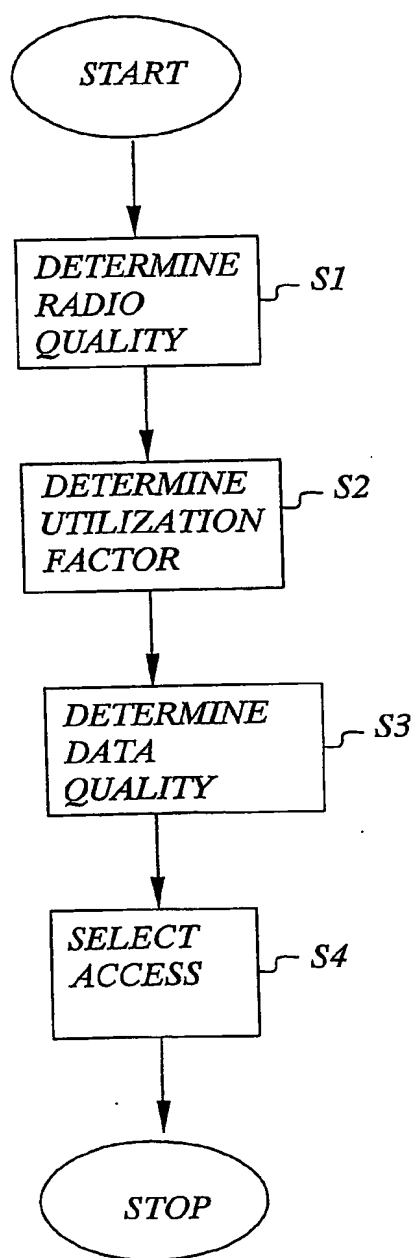 START
DETERMINE
RADIO
QUALITY
S1
DETERMINE
UTILIZATION
FACTOR
S2
DETERMINE
DATA
QUALITY
S3
SELECT
ACCESS
S4
STOP